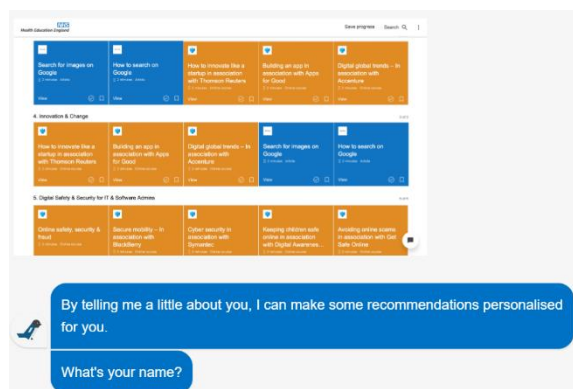 NHS
Health Education England
Save progress
Search
Search for images on
Google
How to search on
Google
How to innovate like a
startup in association
with Thomson Reuters
Building an app in
association with Apps
for Good
Digital global trends – In
association with
Accenture
View
View
View
View
View
4. Innovation & Change
How to innovate like a
startup in association
with Thomson Reuters
Building an app in
association with Apps
for Good
Digital global trends – In
association with
Accenture
Search for images on
Google
How to search on
Google
View
View
View
View
View
5. Digital Safety & Security for IT & Software Access
Online safety, security &
fraud
Secure mobility – In
association with
BlackBerry
Cyber security in
association with
Symantec
Keeping children safe
online in association
with Digital Awarenes...
Avoiding online scams
in association with Get
Safe Online
By telling me a little about you, I can make some recommendations personalised
for you.
What's your name?